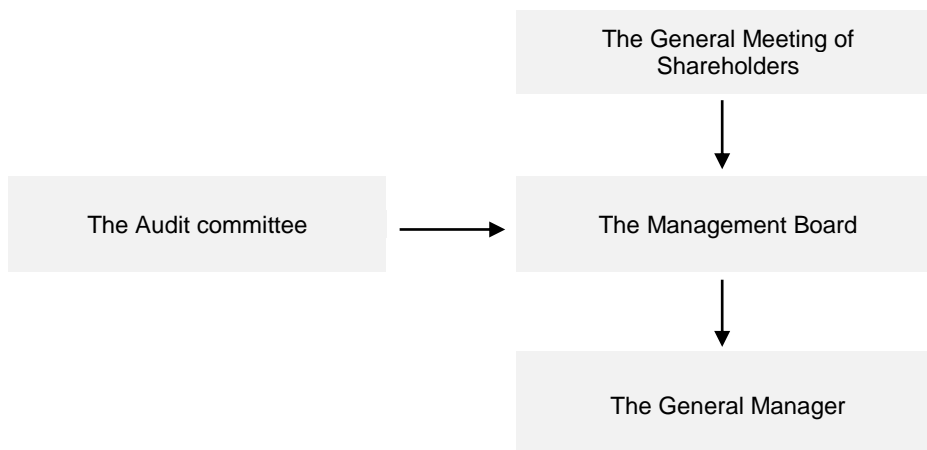 The General Meeting of
Shareholders
The Audit committee
The Management Board
The General Manager